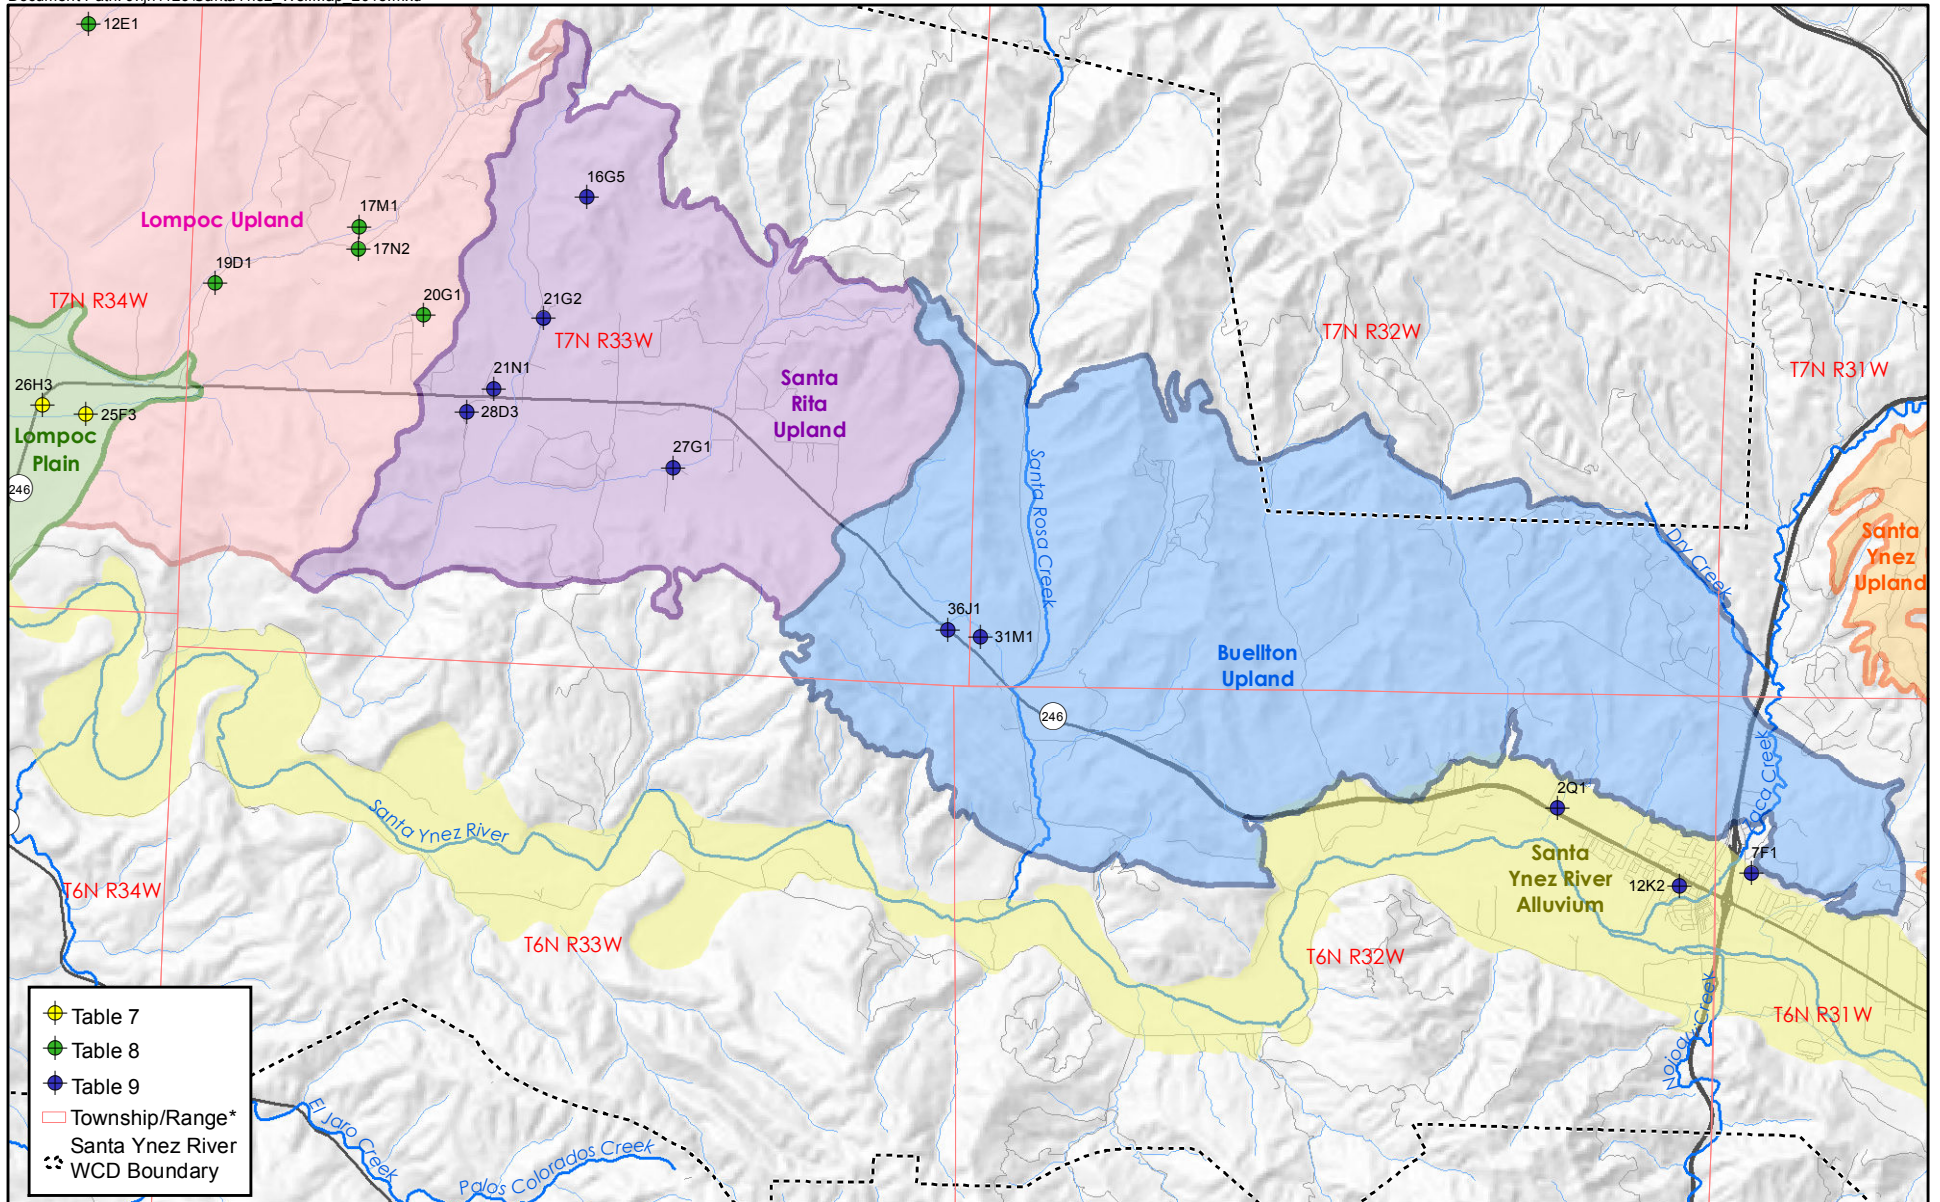 12E1
16G5
17M1
Lompoc Upland
17N2
19D1
T7N R34W
20G1
21G2
T7N R33W
T7N R32W
T7N R31W
21N1
26H3
25F3
28D3
Santa
Rita
Upland
Lompoc
Plain
27G1
246
Santa Rosa Creek
Dry Creek
Santa
Ynez
Upland
36J1
31M1
Buellton
Upland
246
Zaca Creek
2Q1
Santa Ynez River
7F1
Santa
Ynez River
Alluvium
12K2
T6N R34W
T6N R33W
T6N R32W
T6N R31W
Nojoqui Creek
Table 7
Table 8
Table 9
Township/Range*
Santa Ynez River
WCD Boundary
El Jaro Creek
Palos Colorados Creek